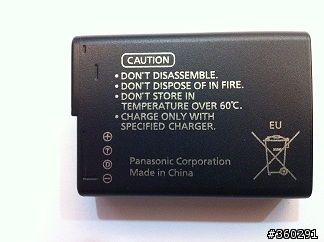 CAUTION
• DON'T DISASSEMBLE.
• DON'T DISPOSE OF IN FIRE.
• DON'T STORE IN
TEMPERATURE OVER 60℃.
• CHARGE ONLY WITH
SPECIFIED CHARGER.
EU
⊕ T D ⊖
Panasonic Corporation
Made in China
#360291